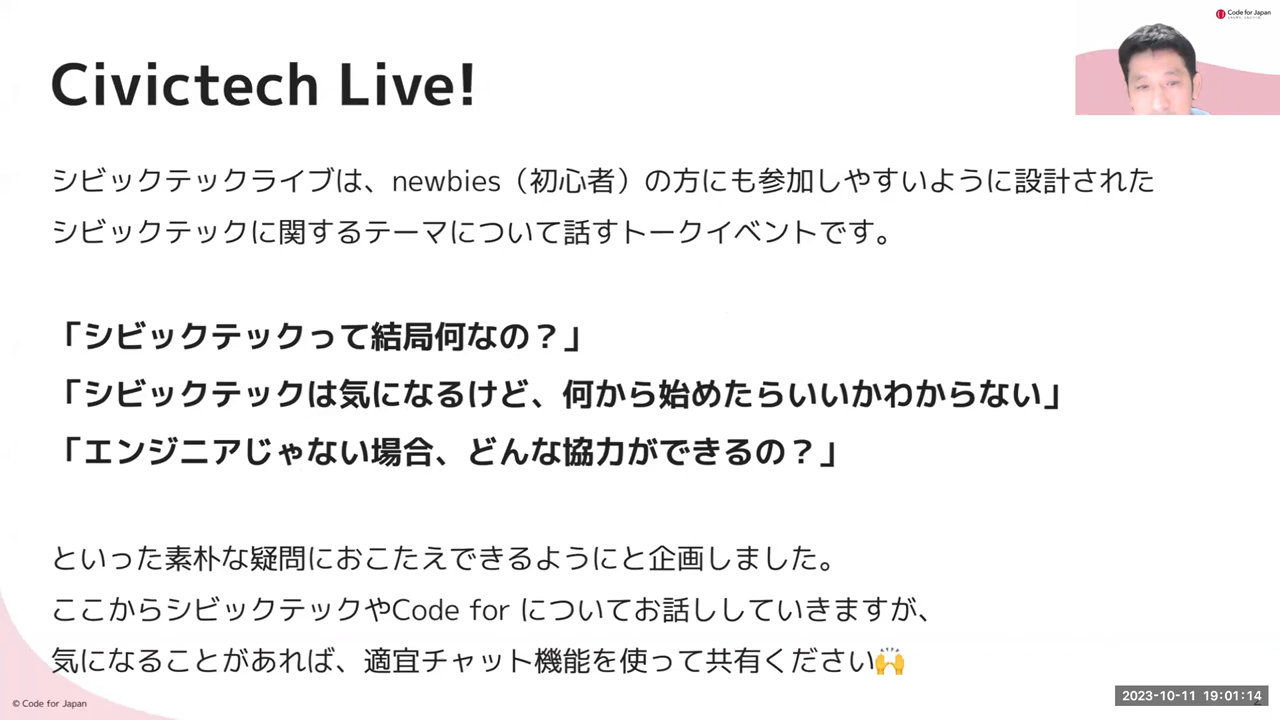 Code for Japan
Civictech Live!
シビックテックライブは、newbies（初心者）の方にも参加しやすいように設計された
シビックテックに関するテーマについて話すトークイベントです。
「シビックテックって結局何なの？」
「シビックテックは気になるけど、何から始めたらいいかわからない」
「エンジニアじゃない場合、どんな協力ができるの？」
といった素朴な疑問におこたえできるようにと企画しました。
ここからシビックテックやCode for についてお話ししていきますが、
気になることがあれば、適宜チャット機能を使って共有ください🙌
© Code for Japan
2023-10-11 19:01:14